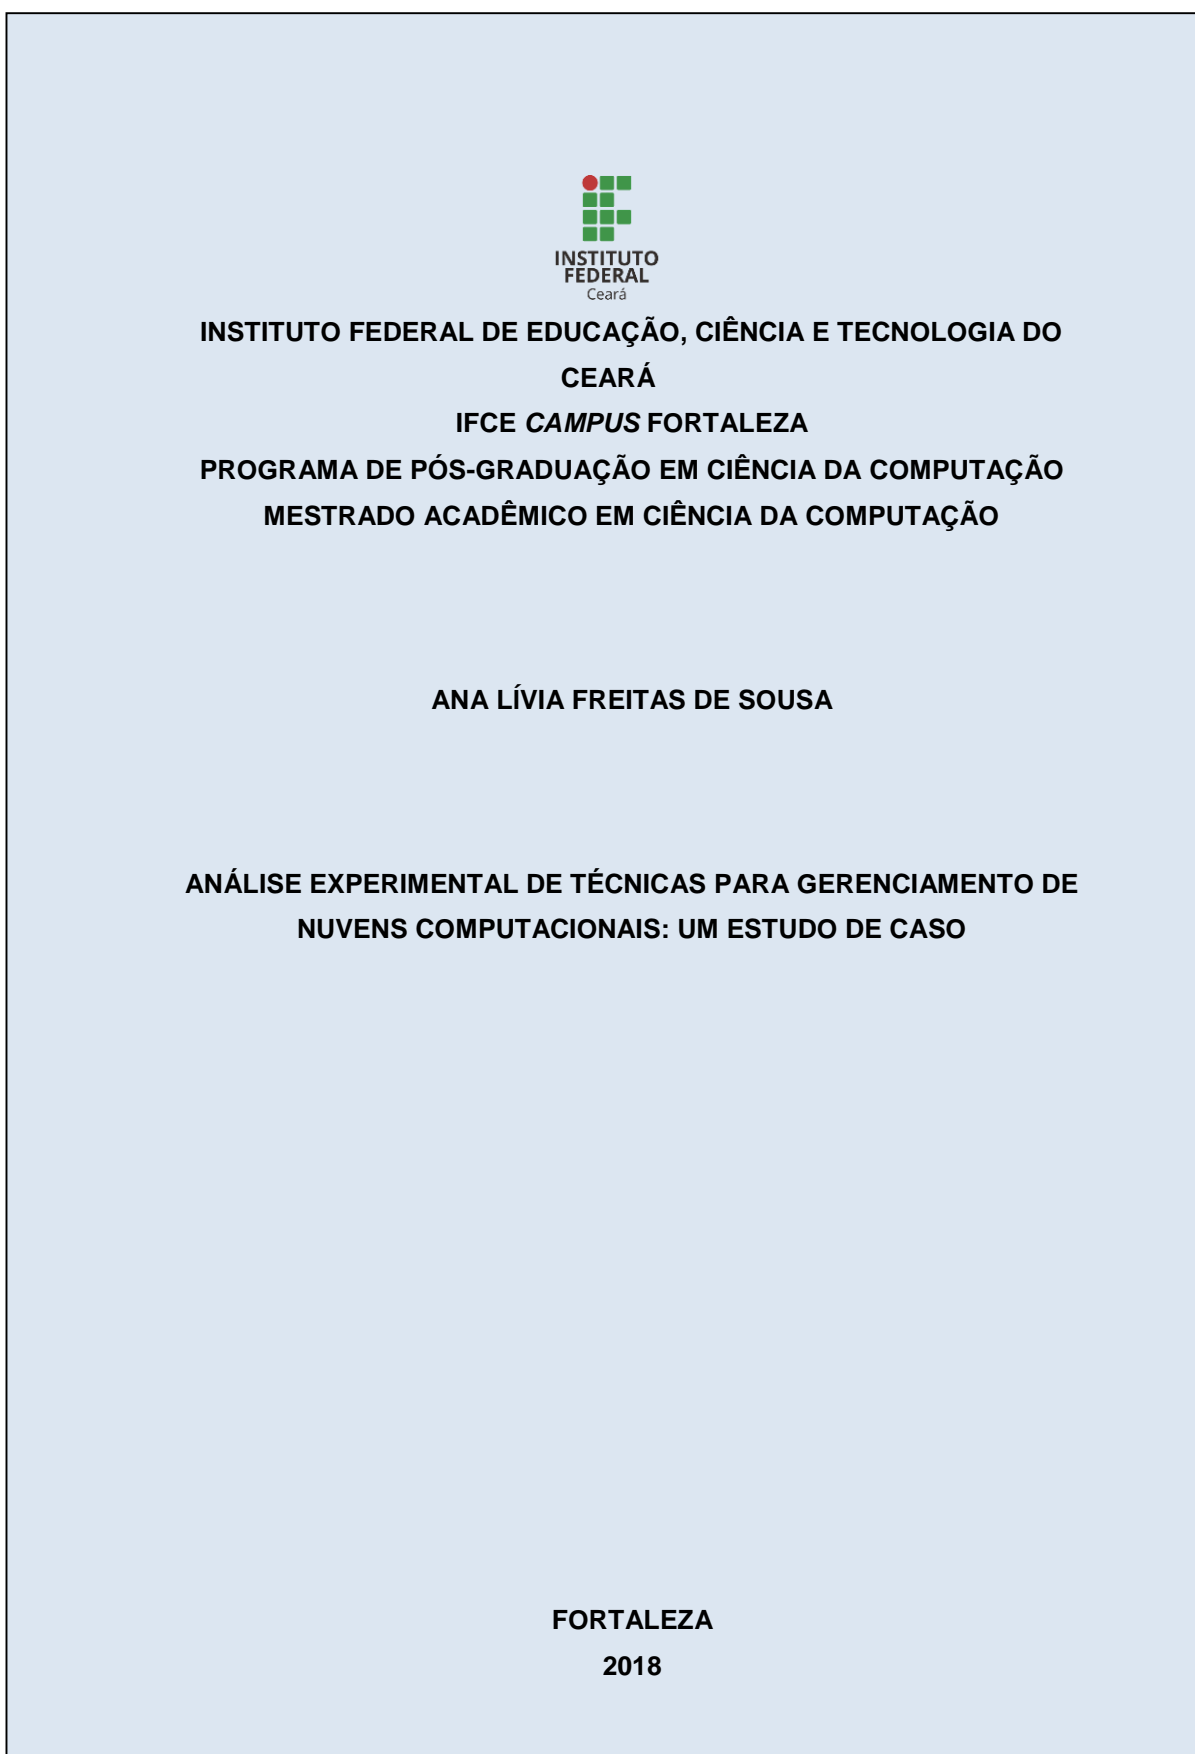 INSTITUTO
FEDERAL
Ceará
INSTITUTO FEDERAL DE EDUCAÇÃO, CIÊNCIA E TECNOLOGIA DO
CEARÁ
IFCE CAMPUS FORTALEZA
PROGRAMA DE PÓS-GRADUAÇÃO EM CIÊNCIA DA COMPUTAÇÃO
MESTRADO ACADÊMICO EM CIÊNCIA DA COMPUTAÇÃO
ANA LÍVIA FREITAS DE SOUSA
ANÁLISE EXPERIMENTAL DE TÉCNICAS PARA GERENCIAMENTO DE
NUVENS COMPUTACIONAIS: UM ESTUDO DE CASO
FORTALEZA
2018